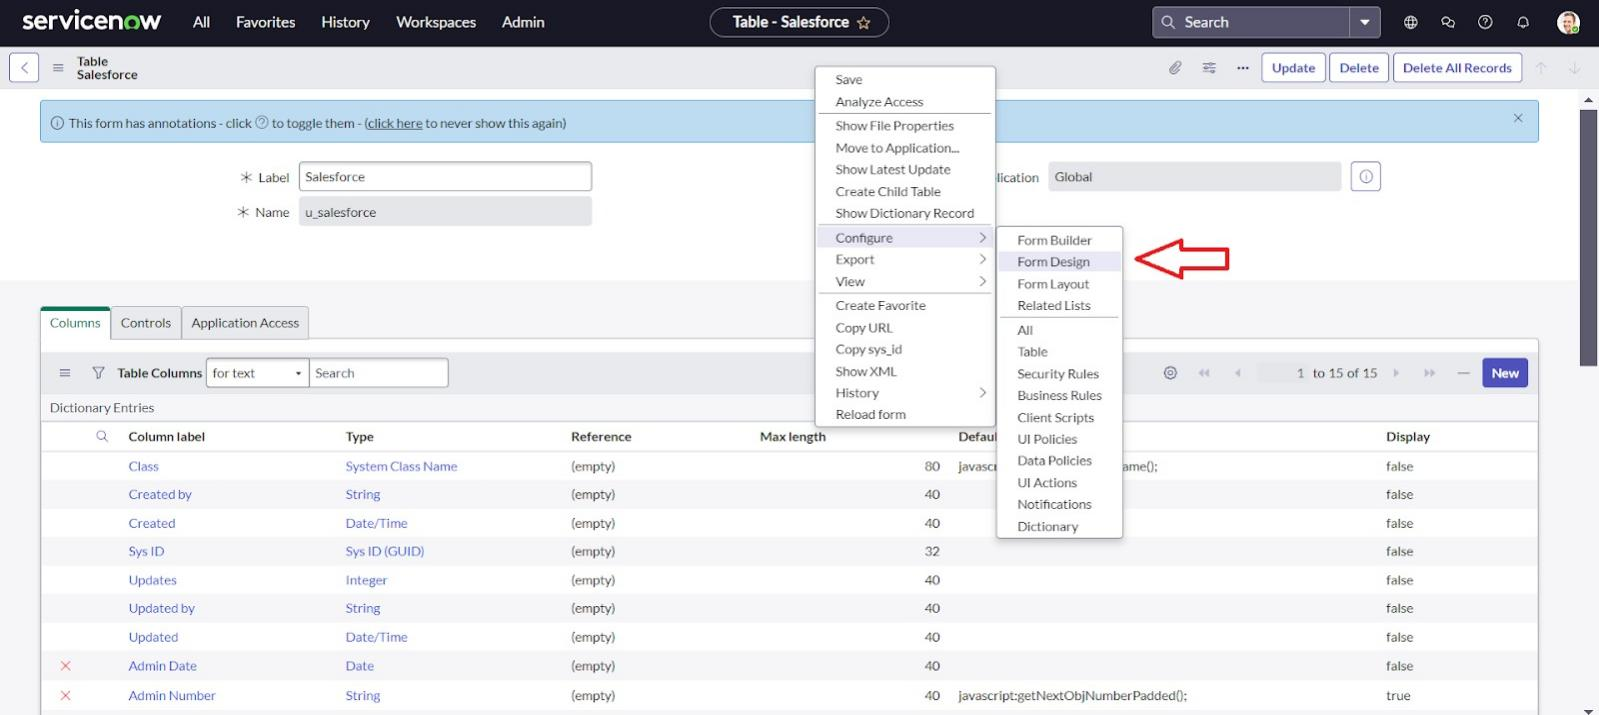 servicenow All Favorites History Workspaces Admin Table - Salesforce Search
Table
Salesforce
Update Delete Delete All Records
This form has annotations - click ? to toggle them - (click here to never show this again)
Label Salesforce
Name u_salesforce
lication Global
Save
Analyze Access
Show File Properties
Move to Application...
Show Latest Update
Create Child Table
Show Dictionary Record
Configure
Export
View
Create Favorite
Copy URL
Copy sys_id
Show XML
History
Reload form
Form Builder
Form Design
Form Layout
Related Lists
All
Table
Security Rules
Business Rules
Client Scripts
UI Policies
Data Policies
UI Actions
Notifications
Dictionary
Columns Controls Application Access
Table Columns for text Search 1 to 15 of 15 New
Dictionary Entries
Column label Type Reference Max length Defaul Display
Class System Class Name (empty) 80 javasc ame(); false
Created by String (empty) 40 false
Created Date/Time (empty) 40 false
Sys ID Sys ID (GUID) (empty) 32 false
Updates Integer (empty) 40 false
Updated by String (empty) 40 false
Updated Date/Time (empty) 40 false
Admin Date Date (empty) 40 false
Admin Number String (empty) 40 javascript:getNextObjNumberPadded(); true